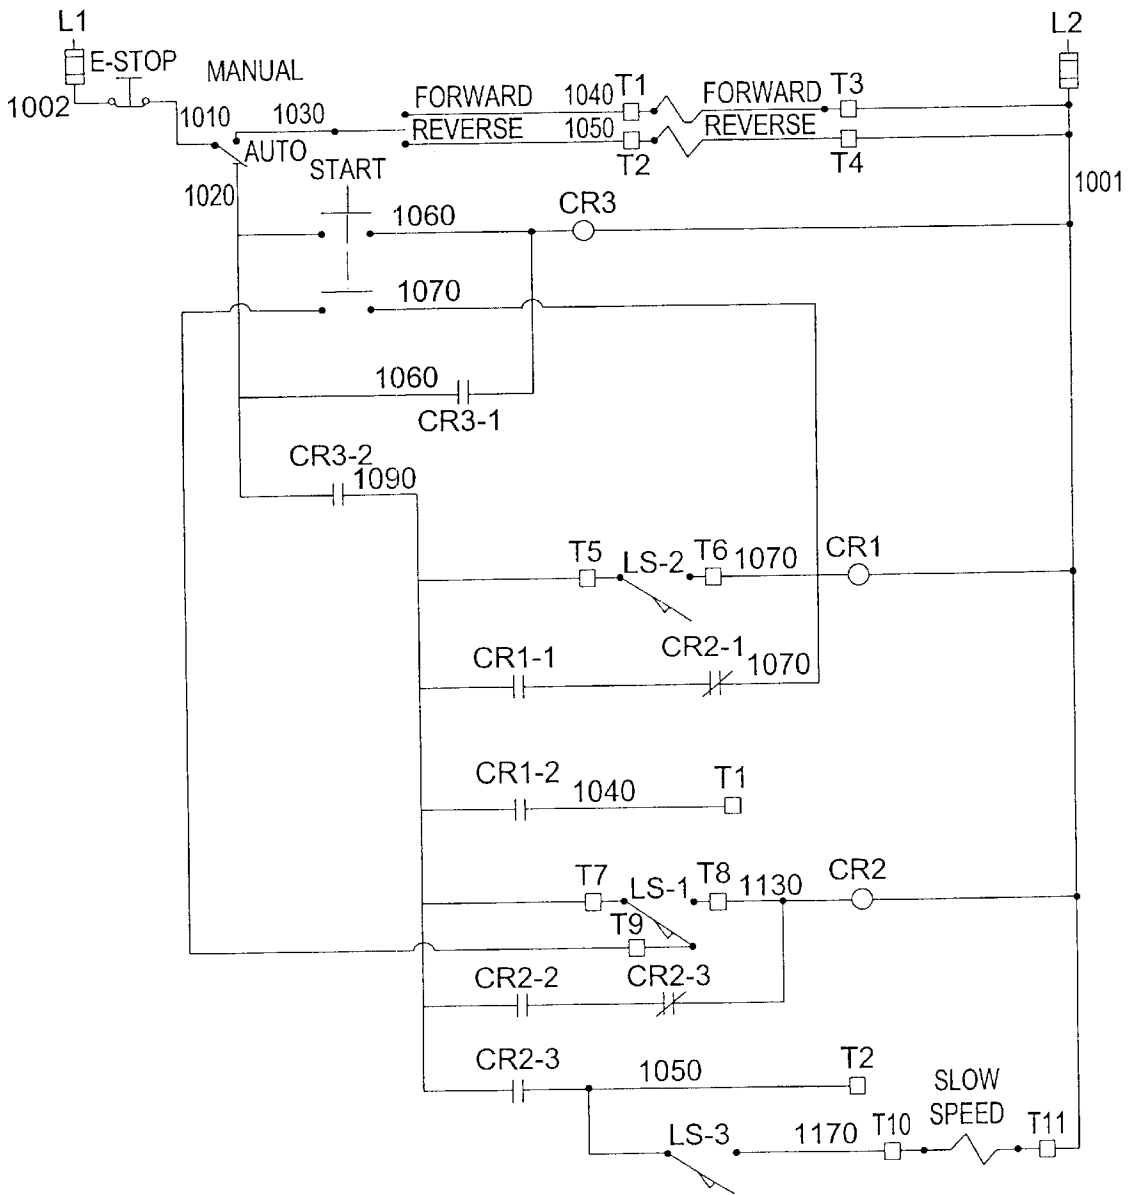 L1
L2
E-STOP
MANUAL
1002
1010
1030
FORWARD
1040
T1
FORWARD
T3
REVERSE
1050
T2
REVERSE
T4
AUTO
START
1020
1001
1060
CR3
1070
1060
CR3-1
CR3-2
1090
T5
LS-2
T6
1070
CR1
CR1-1
CR2-1
1070
CR1-2
1040
T1
T7
LS-1
T8
1130
CR2
T9
CR2-2
CR2-3
CR2-3
1050
T2
SLOW
SPEED
LS-3
1170
T10
T11